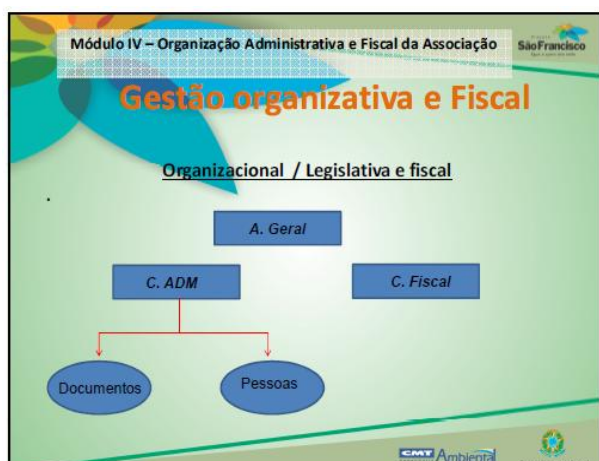 Módulo IV – Organização Administrativa e Fiscal da Associação
São Francisco
Gestão organizativa e Fiscal
Organizacional / Legislativa e fiscal
.
A. Geral
C. ADM
C. Fiscal
Documentos
Pessoas
CMT Ambiental